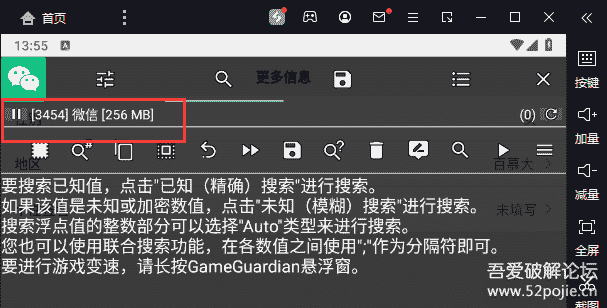 首页
13:55
A
更多信息
按键
[3454] 微信 [256 MB]
(0)
加量
地区
百慕大
减量
要搜索已知值，点击"已知（精确）搜索"进行搜索。
如果该值是未知或加密数值，点击"未知（模糊）搜索"进行搜索。
未填写
搜索浮点值的整数部分可以选择"Auto"类型来进行搜索。
全屏
您也可以使用联合搜索功能，在各数值之间使用";"作为分隔符即可。
要进行游戏变速，请长按GameGuardian悬浮窗。
吾爱破解论坛
www.52pojie.cn
截图